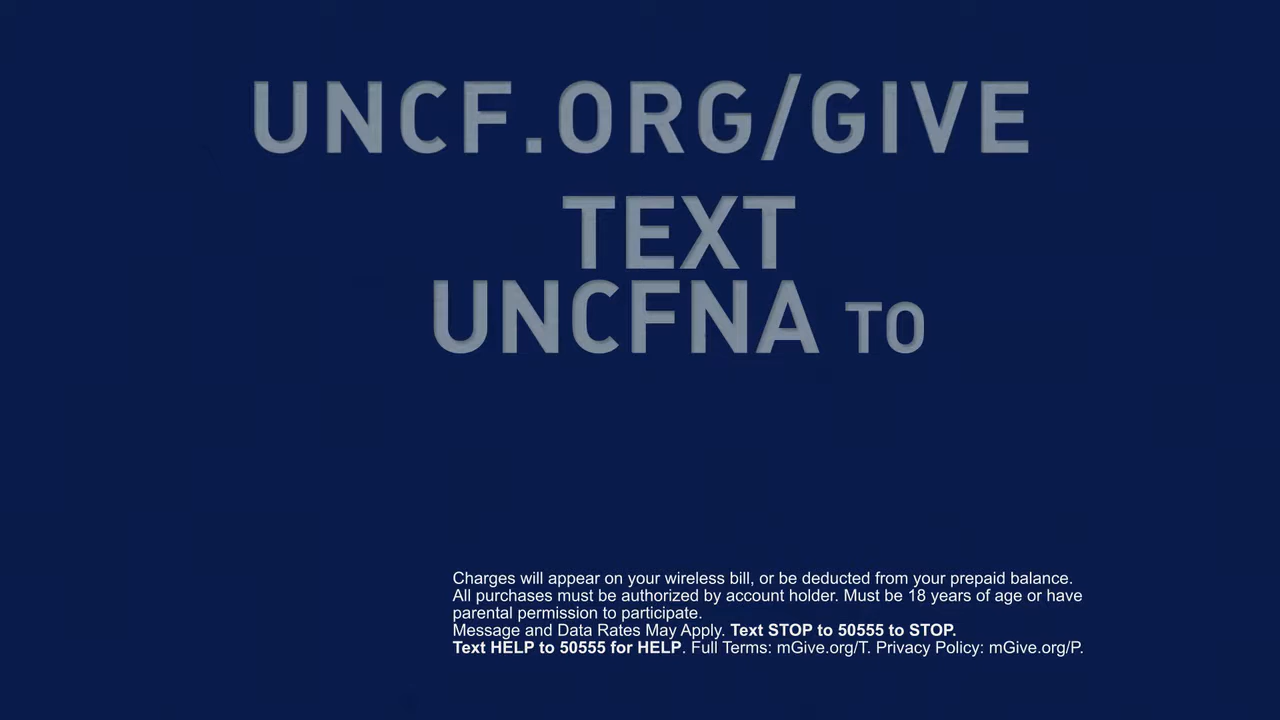 UNCF.ORG/GIVE
TEXT
UNCFNA TO
Charges will appear on your wireless bill, or be deducted from your prepaid balance.
All purchases must be authorized by account holder. Must be 18 years of age or have
parental permission to participate.
Message and Data Rates May Apply. Text STOP to 50555 to STOP.
Text HELP to 50555 for HELP. Full Terms: mGive.org/T. Privacy Policy: mGive.org/P.